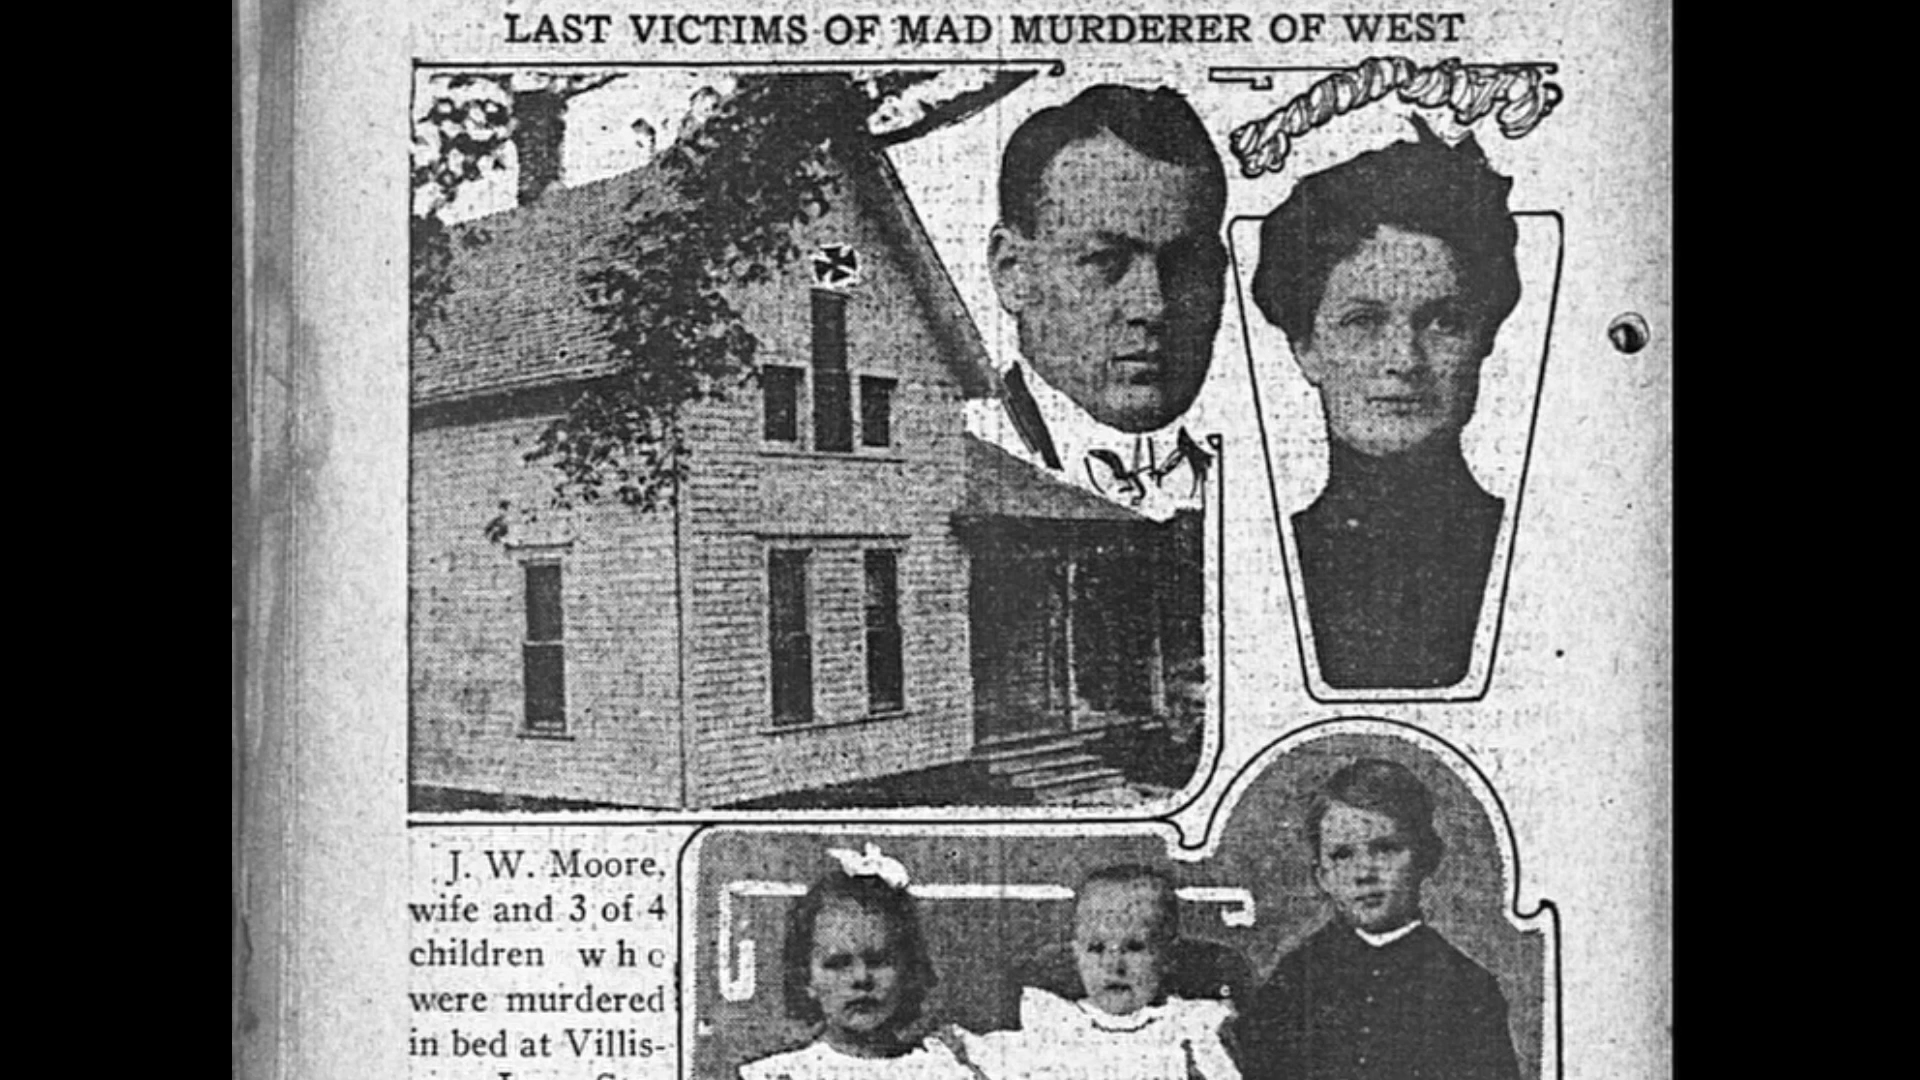 LAST VICTIMS OF MAD MURDERER OF WEST
J. W. Moore,
wife and 3 of 4
children who
were murdered
in bed at Villis-